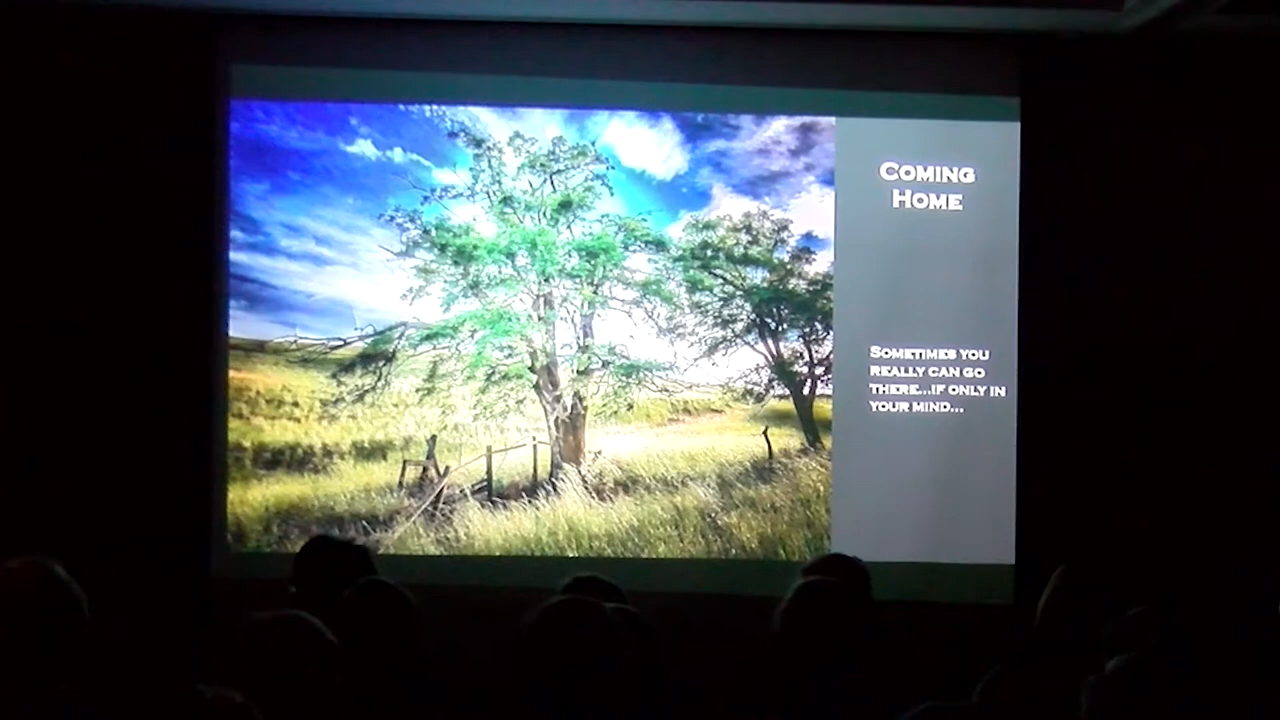 COMING
HOME
SOMETIMES YOU
REALLY CAN GO
THERE...IF ONLY IN
YOUR MIND...